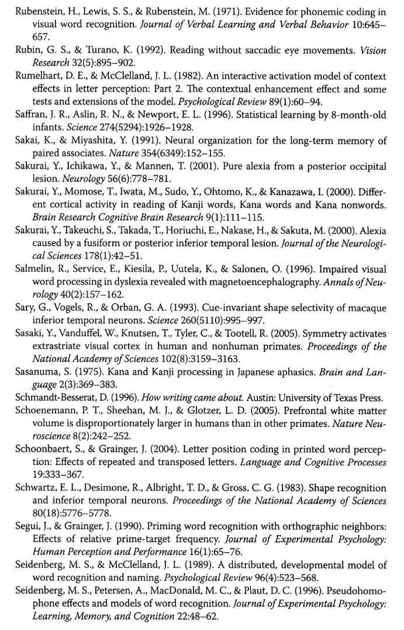 Rubenstein, H., Lewis, S. S., & Rubenstein, M. (1971). Evidence for phonemic coding in
visual word recognition. Journal of Verbal Learning and Verbal Behavior 10:645–
657.
Rubin, G. S., & Turano, K. (1992). Reading without saccadic eye movements. Vision
Research 32(5):895–902.
Rumelhart, D. E., & McClelland, J. L. (1982). An interactive activation model of context
effects in letter perception: Part 2. The contextual enhancement effect and some
tests and extensions of the model. Psychological Review 89(1):60–94.
Saffran, J. R., Aslin, R. N., & Newport, E. L. (1996). Statistical learning by 8-month-old
infants. Science 274(5294):1926–1928.
Sakai, K., & Miyashita, Y. (1991). Neural organization for the long-term memory of
paired associates. Nature 354(6349):152–155.
Sakurai, Y., Ichikawa, Y., & Mannen, T. (2001). Pure alexia from a posterior occipital
lesion. Neurology 56(6):778–781.
Sakurai, Y., Momose, T., Iwata, M., Sudo, Y., Ohtomo, K., & Kanazawa, I. (2000). Differ-
ent cortical activity in reading of Kanji words, Kana words and Kana nonwords.
Brain Research Cognitive Brain Research 9(1):111–115.
Sakurai, Y., Takeuchi, S., Takada, T., Horiuchi, E., Nakase, H., & Sakuta, M. (2000). Alexia
caused by a fusiform or posterior inferior temporal lesion. Journal of the Neurologi-
cal Sciences 178(1):42–51.
Salmelin, R., Service, E., Kiesila, P., Uutela, K., & Salonen, O. (1996). Impaired visual
word processing in dyslexia revealed with magnetoencephalography. Annals of Neu-
rology 40(2):157–162.
Sary, G., Vogels, R., & Orban, G. A. (1993). Cue-invariant shape selectivity of macaque
inferior temporal neurons. Science 260(5110):995–997.
Sasaki, Y., Vanduffel, W., Knutsen, T., Tyler, C., & Tootell, R. (2005). Symmetry activates
extrastriate visual cortex in human and nonhuman primates. Proceedings of the
National Academy of Sciences 102(8):3159–3163.
Sasanuma, S. (1975). Kana and Kanji processing in Japanese aphasics. Brain and Lan-
guage 2(3):369–383.
Schmandt-Besserat, D. (1996). How writing came about. Austin: University of Texas Press.
Schoenemann, P. T., Sheehan, M. J., & Glotzer, L. D. (2005). Prefrontal white matter
volume is disproportionately larger in humans than in other primates. Nature Neu-
roscience 8(2):242–252.
Schoonbaert, S., & Grainger, J. (2004). Letter position coding in printed word percep-
tion: Effects of repeated and transposed letters. Language and Cognitive Processes
19:333–367.
Schwartz, E. L., Desimone, R., Albright, T. D., & Gross, C. G. (1983). Shape recognition
and inferior temporal neurons. Proceedings of the National Academy of Sciences
80(18):5776–5778.
Segui, J., & Grainger, J. (1990). Priming word recognition with orthographic neighbors:
Effects of relative prime-target frequency. Journal of Experimental Psychology:
Human Perception and Performance 16(1):65–76.
Seidenberg, M. S., & McClelland, J. L. (1989). A distributed, developmental model of
word recognition and naming. Psychological Review 96(4):523–568.
Seidenberg, M. S., Petersen, A., MacDonald, M. C., & Plaut, D. C. (1996). Pseudohomo-
phone effects and models of word recognition. Journal of Experimental Psychology:
Learning, Memory, and Cognition 22:48–62.